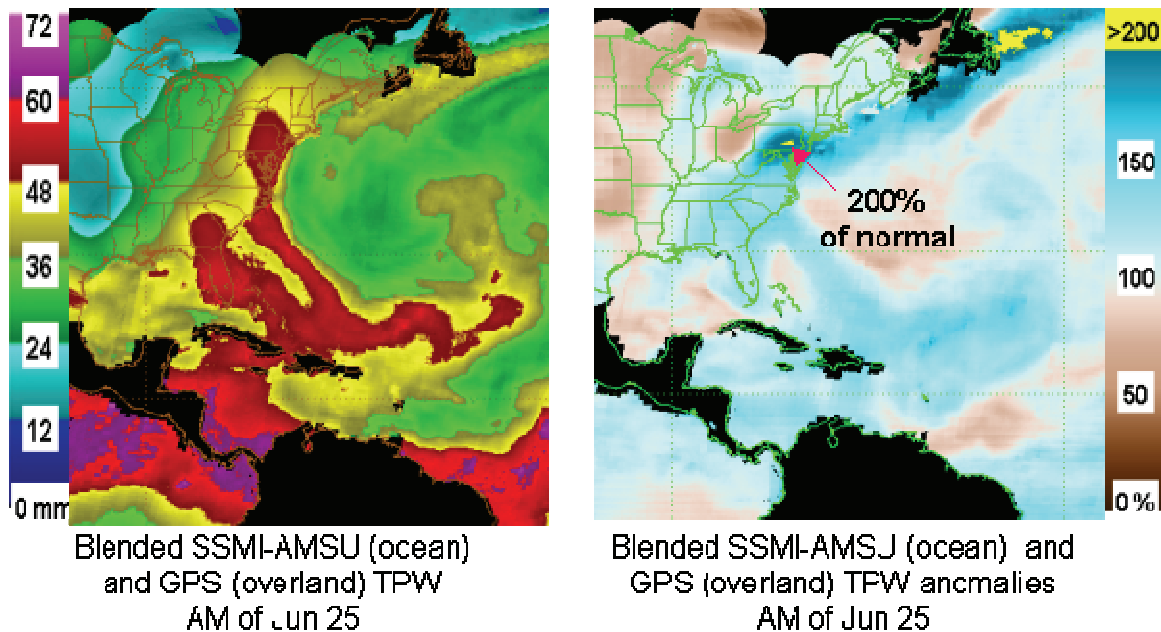 72
60
48
36
24
12
0 mm
Blended SSMI-AMSU (ocean)
and GPS (overland) TPW
AM of Jun 25
>200
150
100
50
0 %
200%
of normal
Blended SSMI-AMSJ (ocean) and
GPS (overland) TPW ancmalies
AM of Jun 25